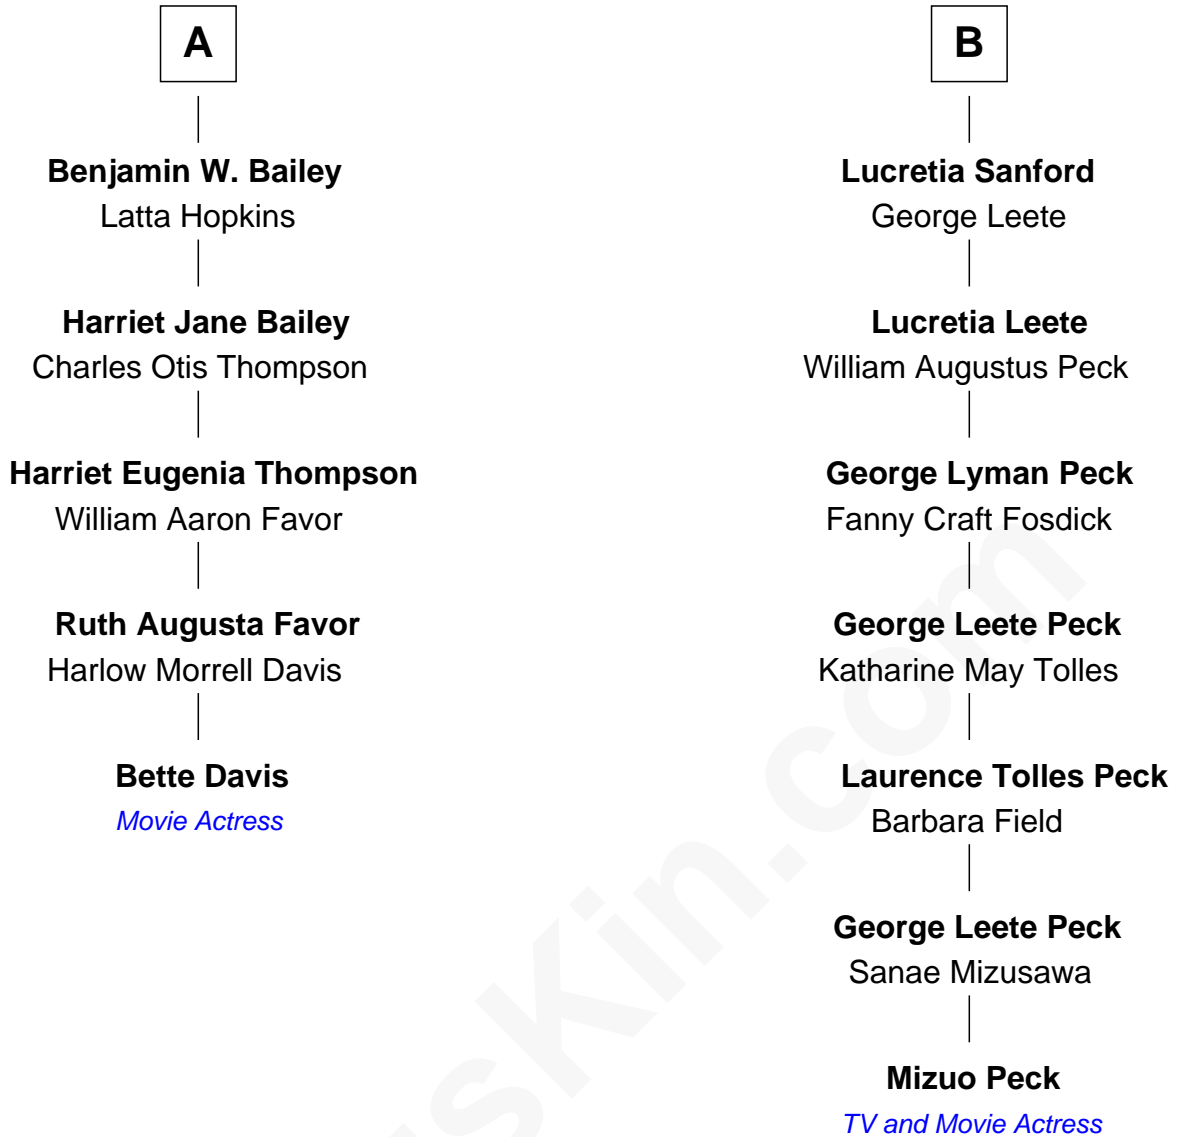 A
Benjamin W. Bailey
Latta Hopkins
Harriet Jane Bailey
Charles Otis Thompson
Harriet Eugenia Thompson
William Aaron Favor
Ruth Augusta Favor
Harlow Morrell Davis
Bette Davis
Movie Actress
B
Lucretia Sanford
George Leete
Lucretia Leete
William Augustus Peck
George Lyman Peck
Fanny Craft Fosdick
George Leete Peck
Katharine May Tolles
Laurence Tolles Peck
Barbara Field
George Leete Peck
Sanae Mizusawa
Mizuo Peck
TV and Movie Actress
sKin.com